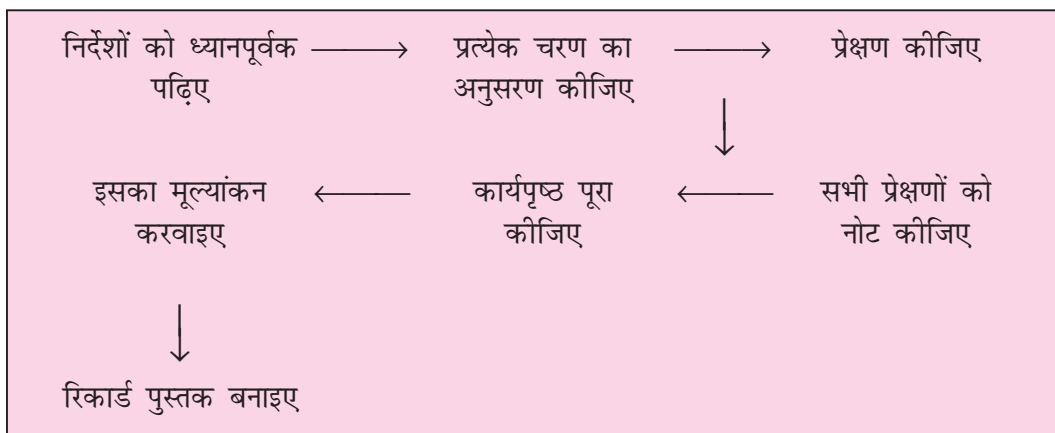 निर्देशों को ध्यानपूर्वक
पढ़िए
प्रत्येक चरण का
अनुसरण कीजिए
प्रेक्षण कीजिए
सभी प्रेक्षणों को
नोट कीजिए
कार्यपृष्ठ पूरा
कीजिए
इसका मूल्यांकन
करवाइए
रिकार्ड पुस्तक बनाइए